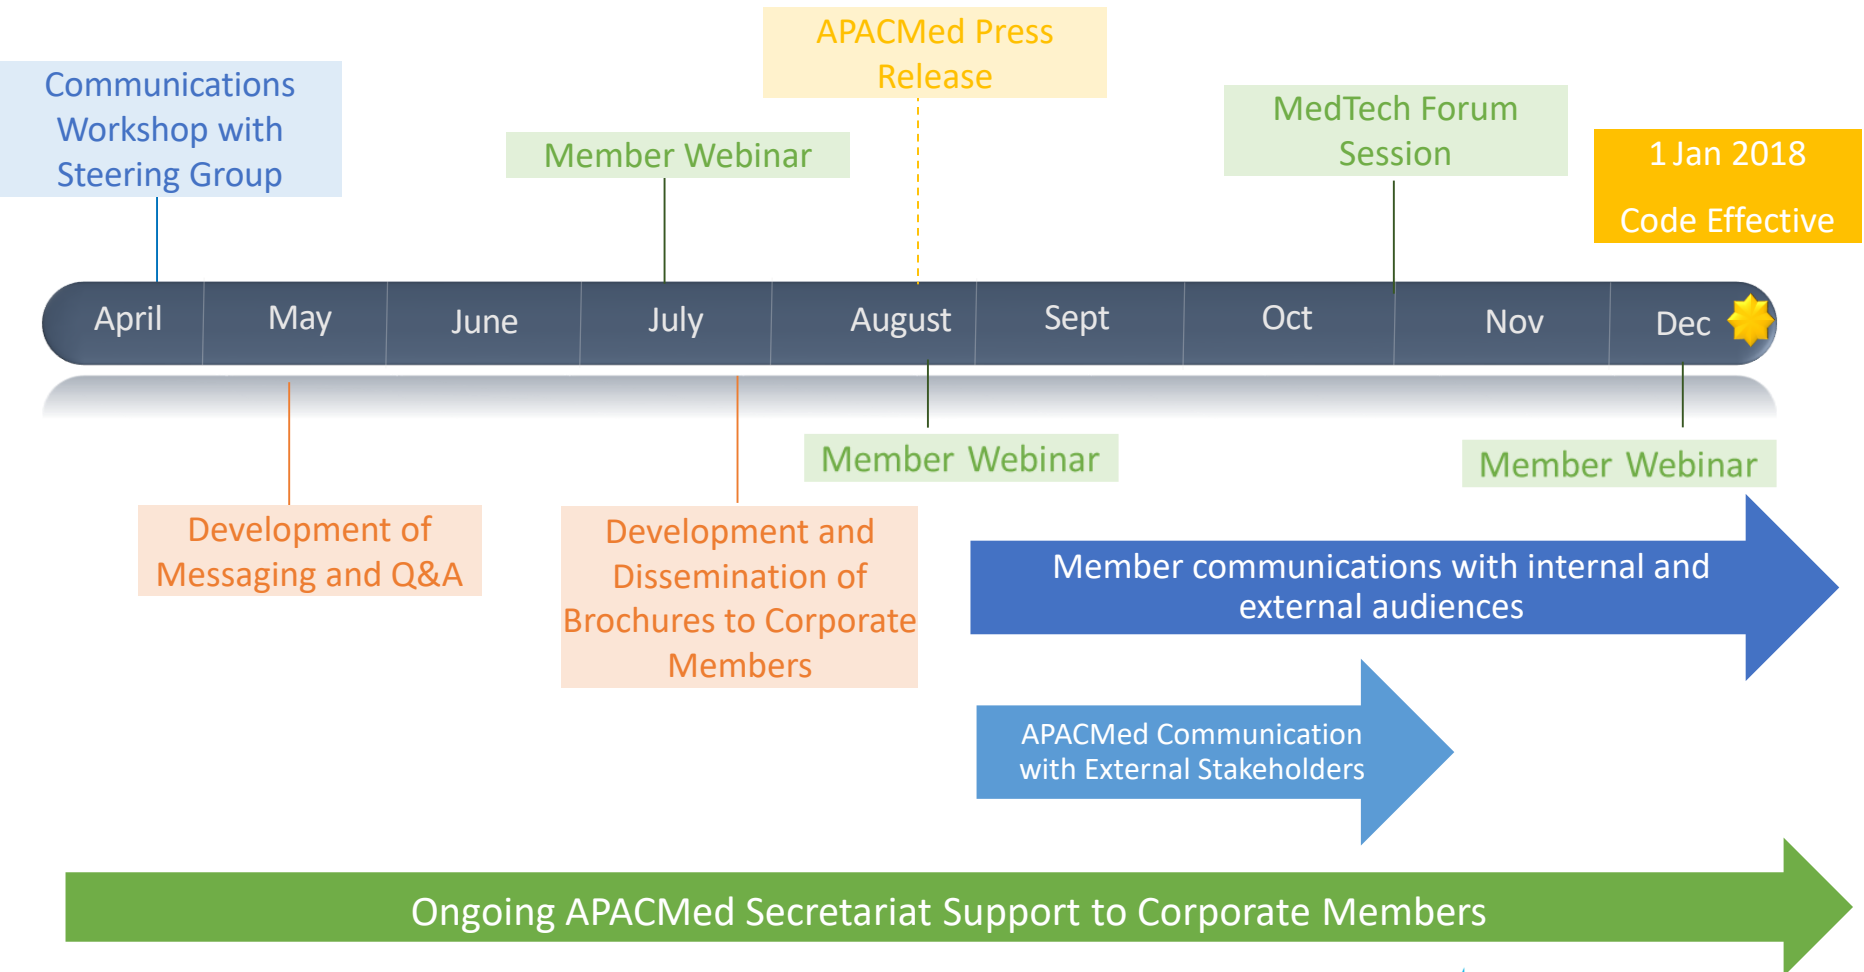 APACMed Press
Release
Communications
Workshop with
Steering Group
Member Webinar
MedTech Forum
Session
1 Jan 2018
Code Effective
April
May
June
July
August
Sept
Oct
Nov
Dec
Member Webinar
Member Webinar
Development of
Messaging and Q&A
Development and
Dissemination of
Brochures to Corporate
Members
Member communications with internal and
external audiences
APACMed Communication
with External Stakeholders
Ongoing APACMed Secretariat Support to Corporate Members